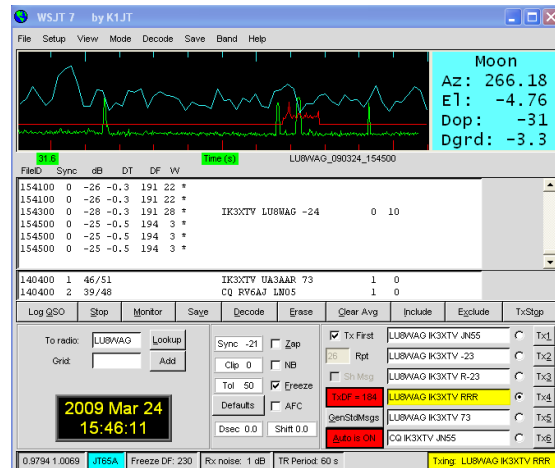 WSJT 7 by K1JT
File Setup View Mode Decode Save Band Help
Moon
Az: 266.18
El: -4.76
Dop: -31
Dgrd: -3.3
31.6 Time (s) LU8WAG_090324_154500
FileID Sync dB DT DF W
154100 0 -26 -0.3 191 22 *
154100 0 -26 -0.3 191 22 *
154300 0 -28 -0.3 191 28 * IK3XTV LU8WAG -24 0 10
154500 0 -25 -0.5 194 3 *
154500 0 -25 -0.5 194 3 *
140400 1 46/51 IK3XTV UA3AAR 73 1 0
140400 2 39/48 CQ RV6AJ LN05 1 0
Log QSO Stop Monitor Save Decode Erase Clear Avg Include Exclude TxStop
To radio: LU8WAG Lookup
Grid: Add
2009 Mar 24
15:46:11
Sync -21 Zap
Clip 0 NB
Tol 50 Freeze
Defaults AFC
Dsec 0.0 Shift 0.0
Tx First LU8WAG IK3XTV JN55 Tx1
26 Rpt LU8WAG IK3XTV -23 Tx2
Sh Msg LU8WAG IK3XTV R-23 Tx3
TxDF = 184 LU8WAG IK3XTV RRR Tx4
GenStdMsgs LU8WAG IK3XTV 73 Tx5
Auto is ON CQ IK3XTV JN55 Tx6
0.9794 1.0069 JT65A Freeze DF: 230 Rx noise: 1 dB TR Period: 60 s Txing: LU8WAG IK3XTV RRR